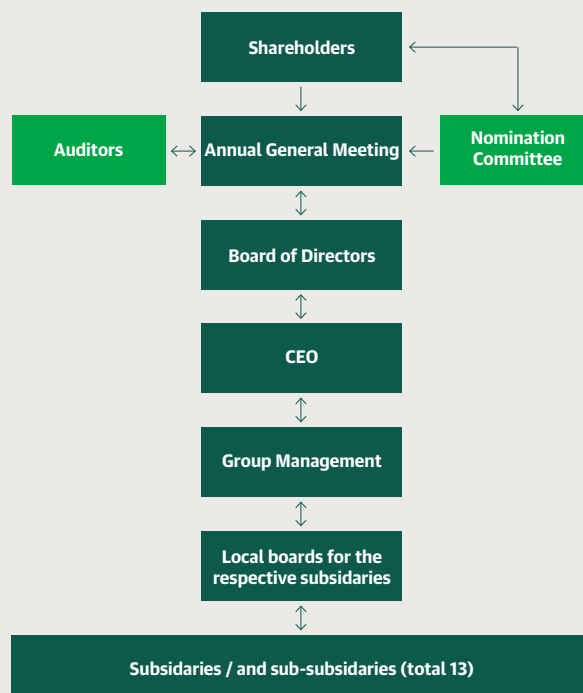 Shareholders
Auditors
Annual General Meeting
Nomination
Committee
Board of Directors
CEO
Group Management
Local boards for the
respective subsidaries
Subsidaries / and sub-subsidaries (total 13)